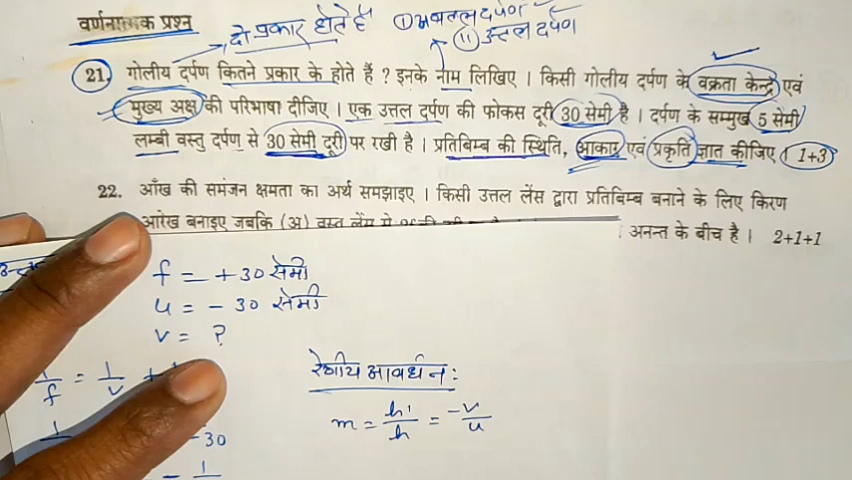 वर्णनात्मक प्रश्न
दो प्रकार होते हैं
(i) अवतल दर्पण
(ii) उत्तल दर्पण
21. गोलीय दर्पण कितने प्रकार के होते हैं ? इनके नाम लिखिए । किसी गोलीय दर्पण के वक्रता केन्द्र एवं
मुख्य अक्ष की परिभाषा दीजिए । एक उत्तल दर्पण की फोकस दूरी 30 सेमी है । दर्पण के सम्मुख 5 सेमी
लम्बी वस्तु दर्पण से 30 सेमी दूरी पर रखी है । प्रतिबिम्ब की स्थिति, आकार एवं प्रकृति ज्ञात कीजिए । 1+3
22. आँख की समंजन क्षमता का अर्थ समझाइए । किसी उत्तल लेंस द्वारा प्रतिबिम्ब बनाने के लिए किरण
आरेख बनाइए जबकि (अ) वस्तु लेंस से
अनन्त के बीच है । 2+1+1
f = +30 सेमी
u = - 30 सेमी
v = ?
1/f = 1/v +
रेखीय आवर्धन :
m = h'/h = -v/u
-30